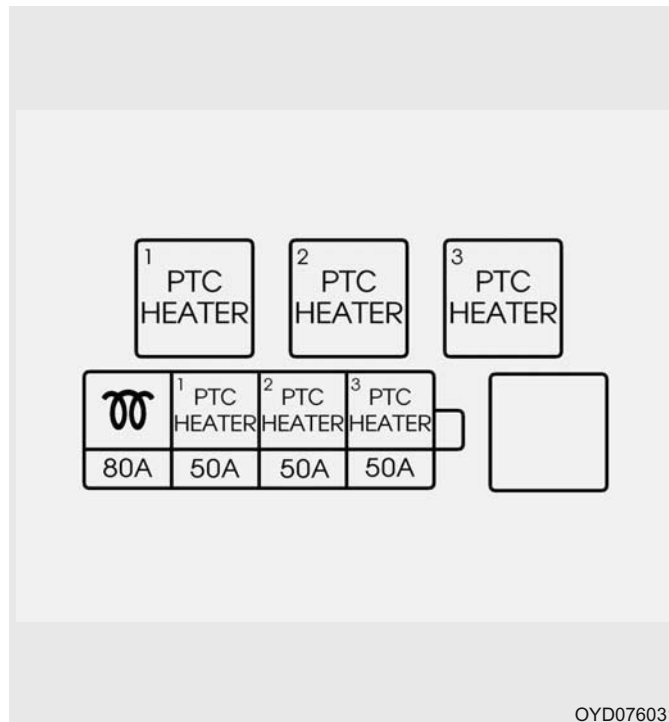 1
PTC
HEATER
2
PTC
HEATER
3
PTC
HEATER
1
PTC
HEATER
2
PTC
HEATER
3
PTC
HEATER
80A
50A
50A
50A
OYD07603